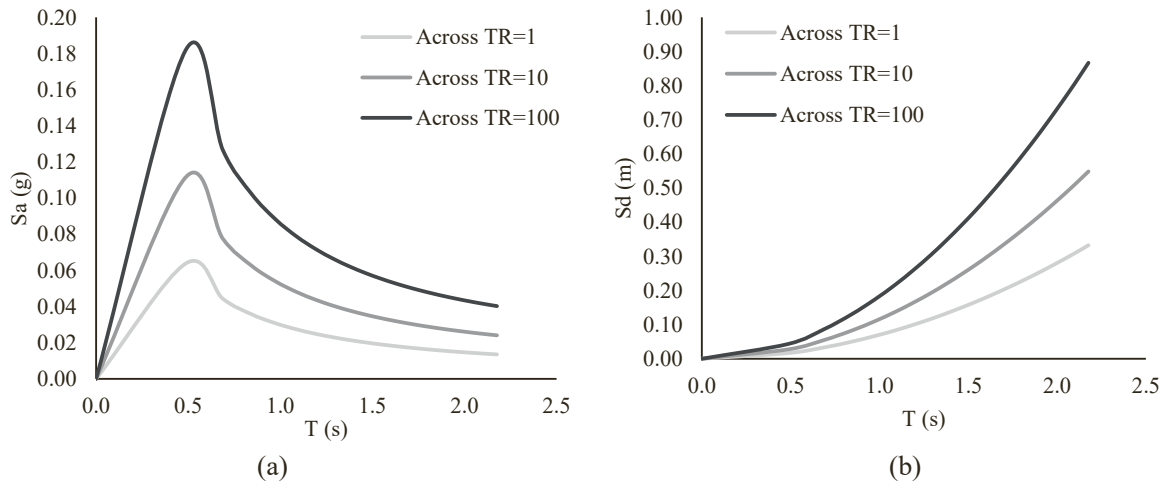 0.20
0.18
0.16
0.14
0.12
0.10
0.08
0.06
0.04
0.02
0.00
Sa (g)
0.0 0.5 1.0 1.5 2.0 2.5
T (s)
Across TR=1
Across TR=10
Across TR=100
(a)
1.00
0.90
0.80
0.70
0.60
0.50
0.40
0.30
0.20
0.10
0.00
Sd (m)
0.0 0.5 1.0 1.5 2.0 2.5
T (s)
Across TR=1
Across TR=10
Across TR=100
(b)